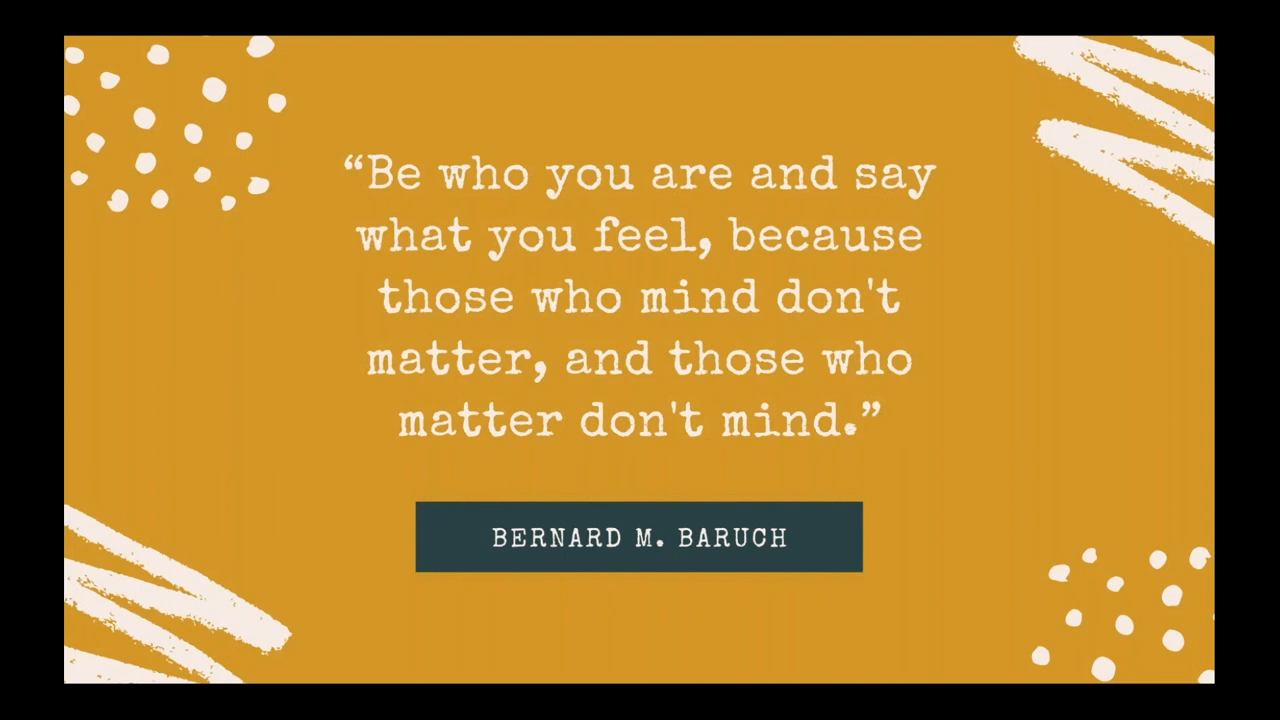 “Be who you are and say
what you feel, because
those who mind don't
matter, and those who
matter don't mind.”
BERNARD M. BARUCH